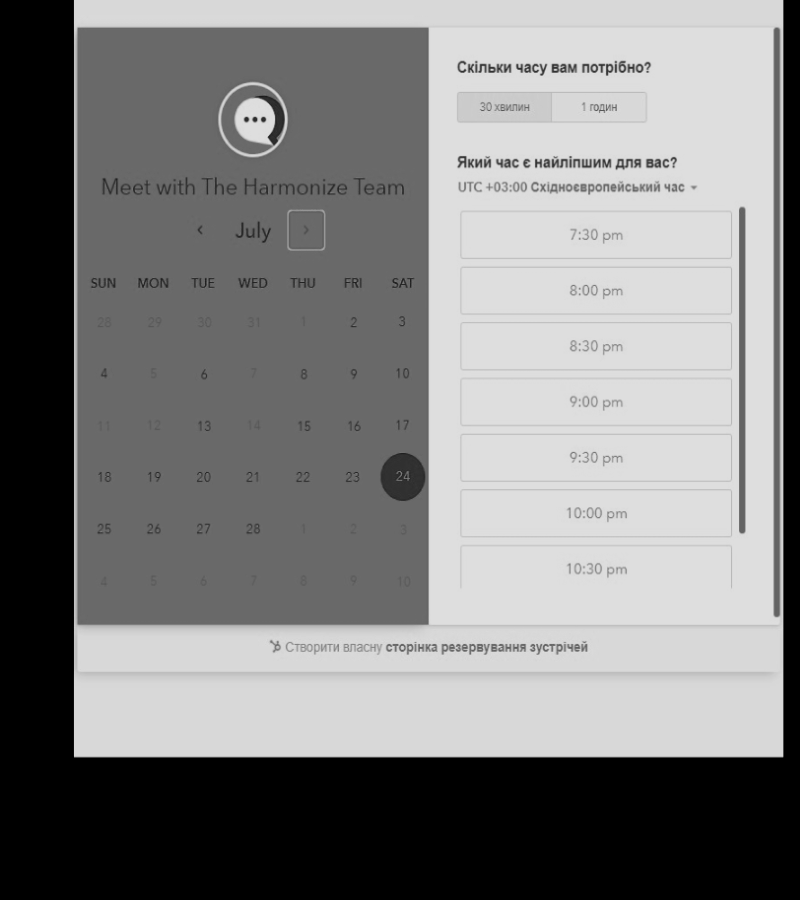 Meet with The Harmonize Team
July
SUN MON TUE WED THU FRI SAT
28 29 30 31 1 2 3
4 5 6 7 8 9 10
11 12 13 14 15 16 17
18 19 20 21 22 23 24
25 26 27 28 1 2 3
4 5 6 7 8 9 10
Скільки часу вам потрібно?
30 хвилин 1 годин
Який час є найліпшим для вас?
UTC +03:00 Східноєвропейський час
7:30 pm
8:00 pm
8:30 pm
9:00 pm
9:30 pm
10:00 pm
10:30 pm
Створити власну сторінка резервування зустрічей